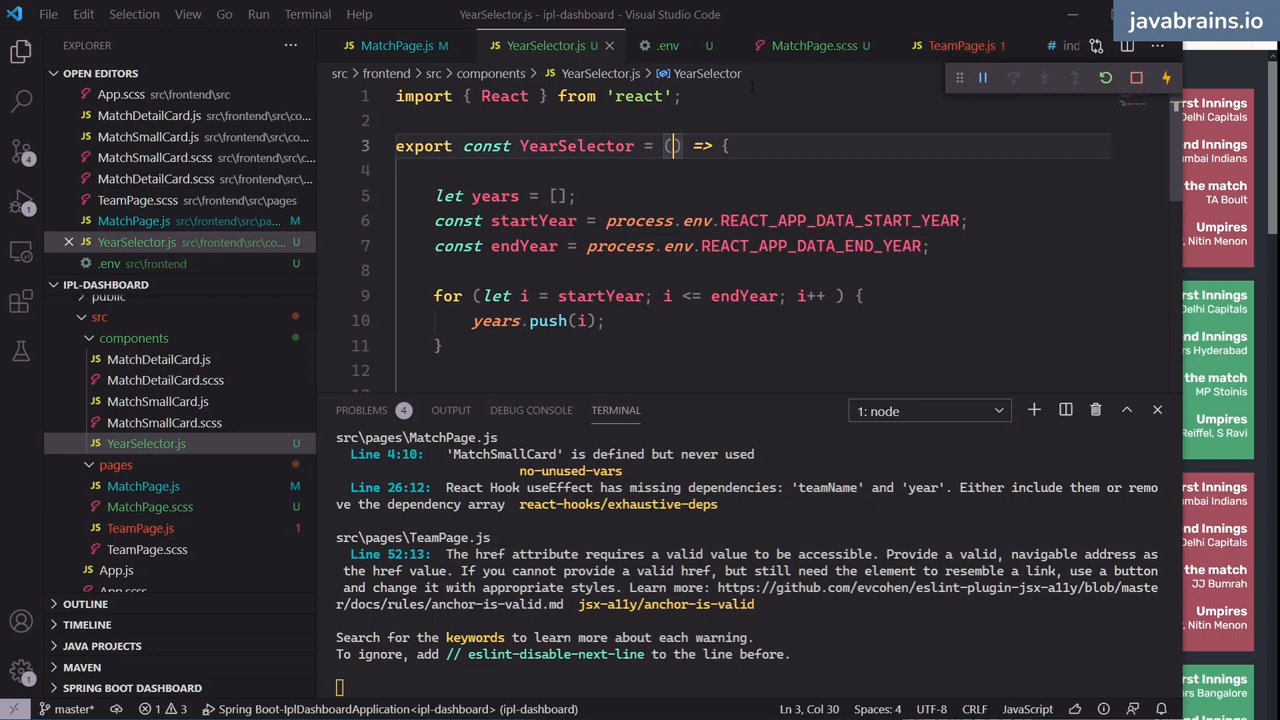 File Edit Selection View Go Run Terminal Help
YearSelector.js - ipl-dashboard - Visual Studio Code
javabrains.io
EXPLORER
MatchPage.js M
YearSelector.js U
.env U
MatchPage.scss U
TeamPage.js 1
# ind
OPEN EDITORS
App.scss src\frontend\src
MatchDetailCard.js src\frontend\src\co...
MatchSmallCard.js src\frontend\src\co...
MatchSmallCard.scss src\frontend\src...
MatchDetailCard.scss src\frontend\src...
TeamPage.scss src\frontend\src\pages
MatchPage.js src\frontend\src\pa... M
YearSelector.js src\frontend\src\co... U
.env src\frontend U
IPL-DASHBOARD
public
src
components
MatchDetailCard.js
MatchDetailCard.scss
MatchSmallCard.js
MatchSmallCard.scss
YearSelector.js U
pages
MatchPage.js M
MatchPage.scss U
TeamPage.js 1
TeamPage.scss
App.js
App.scss
OUTLINE
TIMELINE
JAVA PROJECTS
MAVEN
SPRING BOOT DASHBOARD
src > frontend > src > components > YearSelector.js > YearSelector
1 import { React } from 'react';
2
3 export const YearSelector = () => {
4
5 let years = [];
6 const startYear = process.env.REACT_APP_DATA_START_YEAR;
7 const endYear = process.env.REACT_APP_DATA_END_YEAR;
8
9 for (let i = startYear; i <= endYear; i++ ) {
10 years.push(i);
11 }
12
PROBLEMS 4 OUTPUT DEBUG CONSOLE TERMINAL 1: node
src\pages\MatchPage.js
Line 4:10: 'MatchSmallCard' is defined but never used
no-unused-vars
Line 26:12: React Hook useEffect has missing dependencies: 'teamName' and 'year'. Either include them or remo
ve the dependency array react-hooks/exhaustive-deps
src\pages\TeamPage.js
Line 52:13: The href attribute requires a valid value to be accessible. Provide a valid, navigable address as
the href value. If you cannot provide a valid href, but still need the element to resemble a link, use a button
and change it with appropriate styles. Learn more: https://github.com/evcohen/eslint-plugin-jsx-a11y/blob/maste
r/docs/rules/anchor-is-valid.md jsx-a11y/anchor-is-valid
Search for the keywords to learn more about each warning.
To ignore, add // eslint-disable-next-line to the line before.
rst Innings
Delhi Capitals
nd Innings
mbai Indians
the match
TA Boult
Umpires
, Nitin Menon
rst Innings
Delhi Capitals
nd Innings
rs Hyderabad
the match
MP Stoinis
Umpires
Reiffel, S Ravi
rst Innings
mbai Indians
nd Innings
Delhi Capitals
the match
JJ Bumrah
Umpires
, Nitin Menon
rst Innings
Delhi Capitals
nd Innings
ers Bangalore
master* 1 3 Spring Boot-IplDashboardApplication<ipl-dashboard> (ipl-dashboard)
Ln 3, Col 30 Spaces: 4 UTF-8 CRLF JavaScript